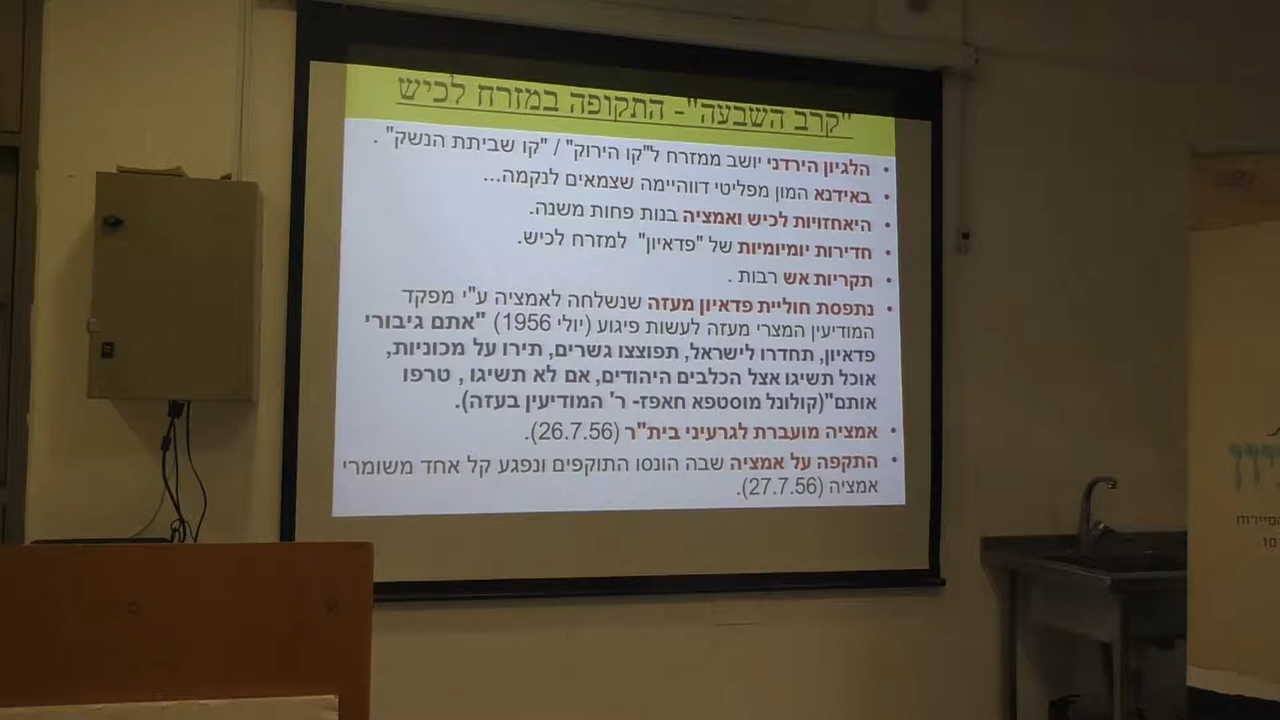 "קרב השבעה"- התקופה במזרח לכיש
• הלגיון הירדני יושב ממזרח ל"קו הירוק" / "קו שביתת הנשק" .
• באידנא המון מפליטי דווהיימה שצמאים לנקמה...
• היאחזויות לכיש ואמציה בנות פחות משנה.
• חדירות יומיומיות של "פדאיון" למזרח לכיש.
• תקריות אש רבות .
• נתפסת חוליית פדאיון מעזה שנשלחה לאמציה ע"י מפקד
המודיעין המצרי מעזה לעשות פיגוע (יולי 1956) "אתם גיבורי
פדאיון, תחדרו לישראל, תפוצצו גשרים, תירו על מכוניות,
אוכל תשיגו אצל הכלבים היהודים, אם לא תשיגו , טרפו
אותם"(קולונל מוסטפא חאפז- ר' המודיעין בעזה).
• אמציה מועברת לגרעיני בית"ר (26.7.56).
• התקפה על אמציה שבה הונסו התוקפים ונפגע קל אחד משומרי
אמציה (27.7.56).